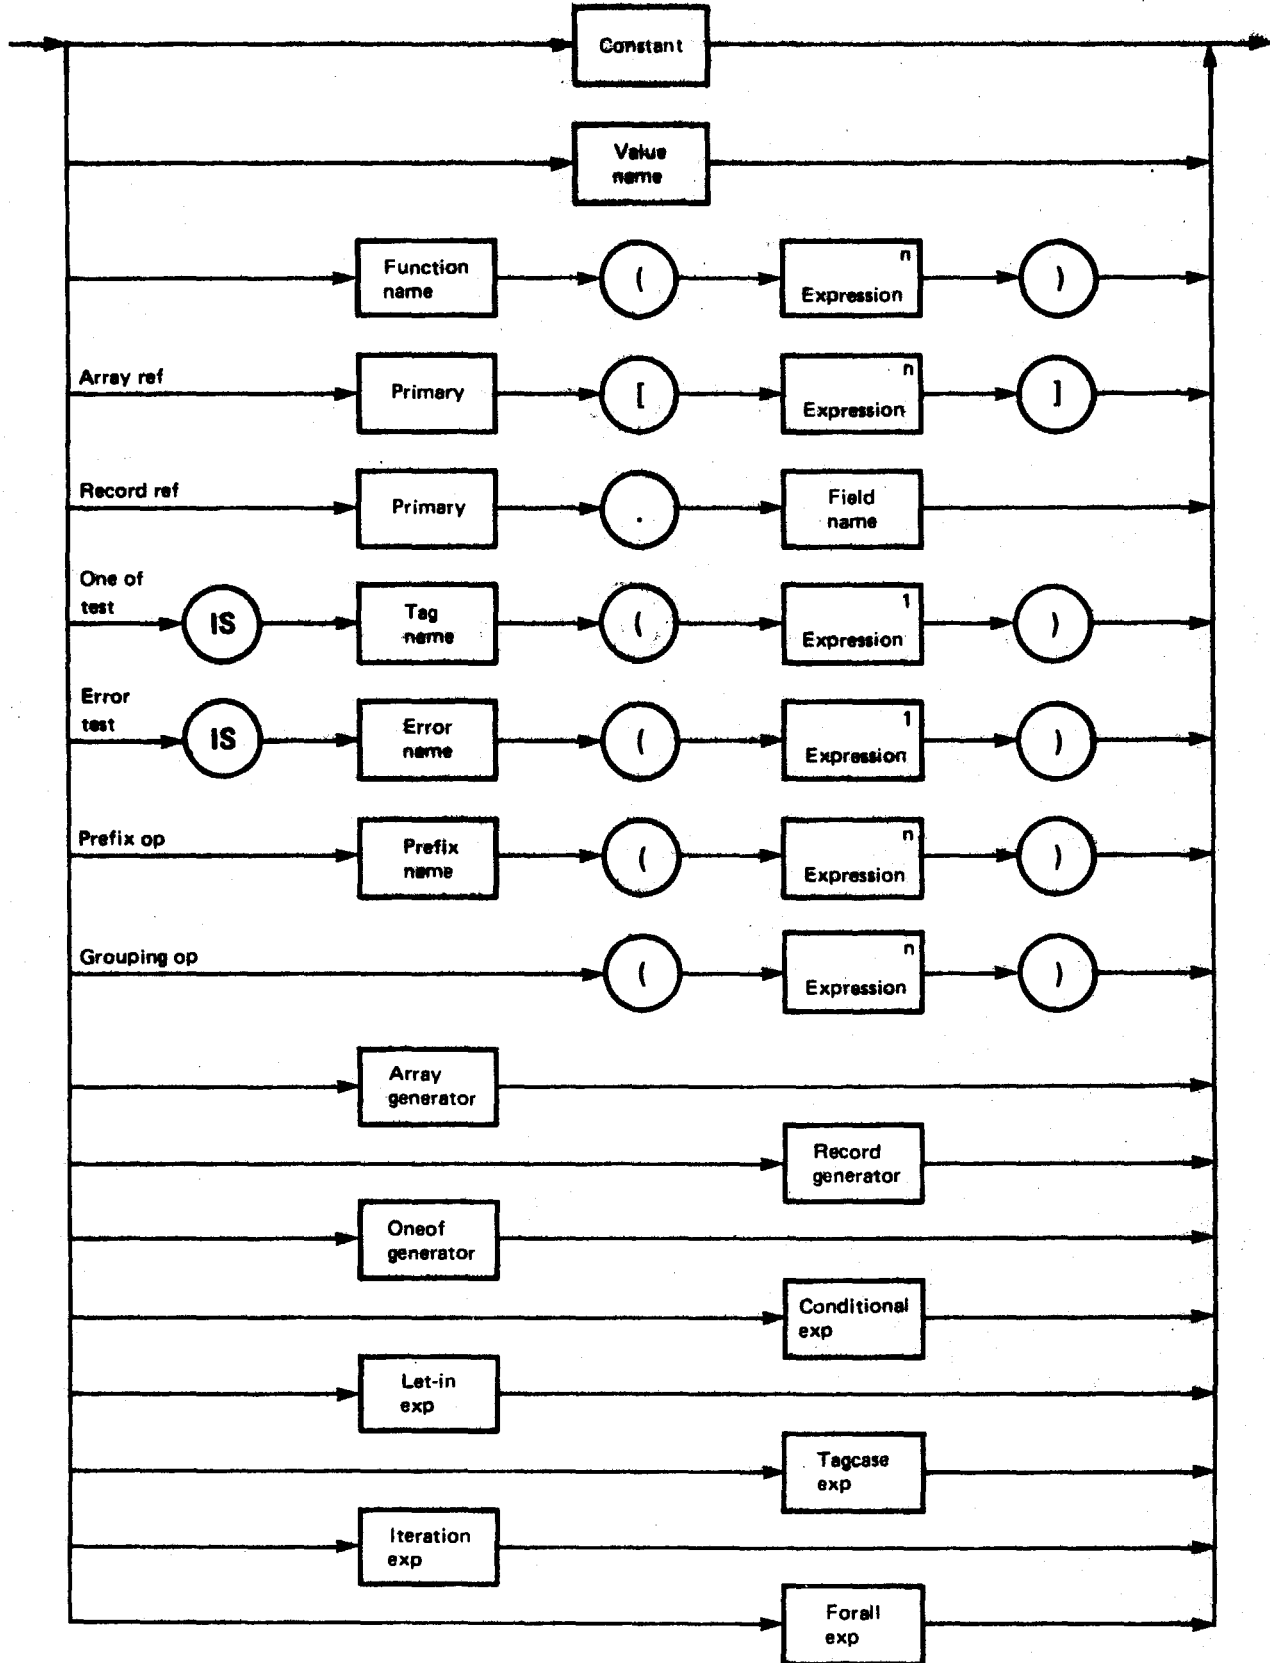 Constant
Value
name
Function
name
(
n
Expression
)
Array ref
Primary
[
n
Expression
]
Record ref
Primary
.
Field
name
One of
test
IS
Tag
name
(
1
Expression
)
Error
test
IS
Error
name
(
1
Expression
)
Prefix op
Prefix
name
(
n
Expression
)
Grouping op
(
n
Expression
)
Array
generator
Record
generator
Oneof
generator
Conditional
exp
Let-in
exp
Tagcase
exp
Iteration
exp
Forall
exp